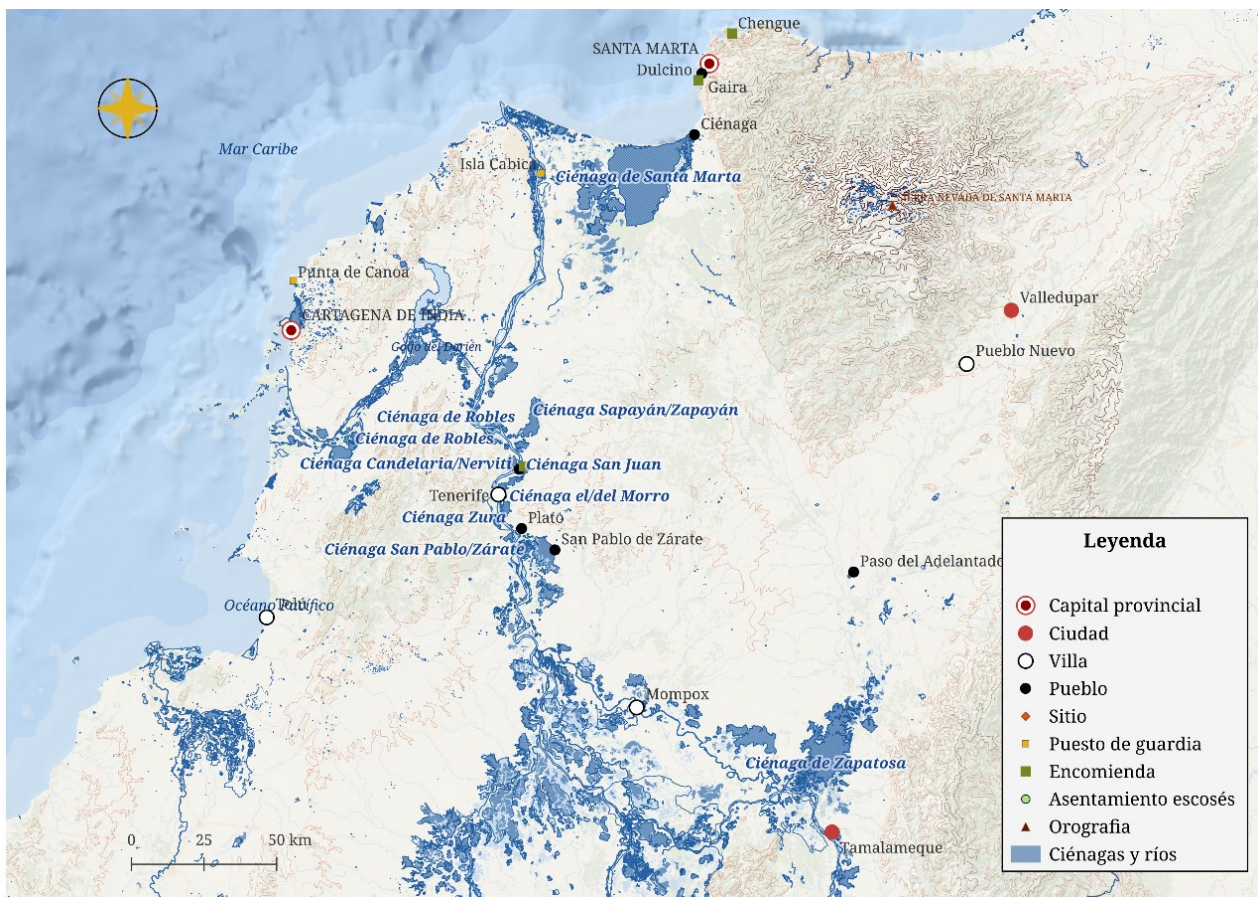 Chengue
SANTA MARTA
Dulcino
Gaira
Ciénaga
Mar Caribe
Isla Cabica
Ciénaga de Santa Marta
SIERRA NEVADA DE SANTA MARTA
Punta de Canoa
Valledupar
CARTAGENA DE INDIA
Golfo del Darién
Pueblo Nuevo
Ciénaga de Robles
Ciénaga Sapayán/Zapayán
Ciénaga de Robles
Ciénaga Candelaria/Nerviti
Ciénaga San Juan
Tenerife
Ciénaga el/del Morro
Ciénaga Zura
Plato
Ciénaga San Pablo/Zárate
San Pablo de Zárate
Paso del Adelantado
Océano Pacífico
Tolú
Mompox
Ciénaga de Zapatosa
Tamalameque
0 25 50 km
Leyenda
Capital provincial
Ciudad
Villa
Pueblo
Sitio
Puesto de guardia
Encomienda
Asentamiento escosés
Orografia
Ciénagas y ríos